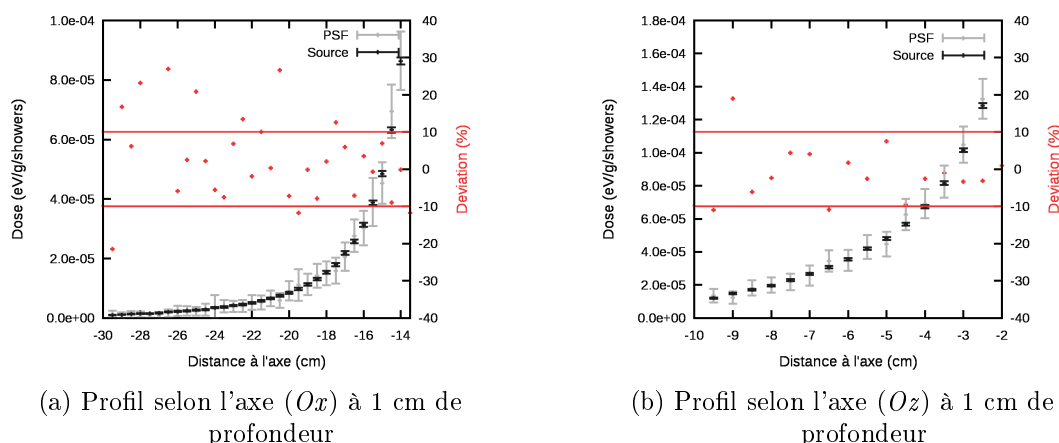 1.0e-04
8.0e-05
6.0e-05
4.0e-05
2.0e-05
0.0e+00
Dose (eV/g/showers)
PSF
Source
40
30
20
10
0
-10
-20
-30
-40
Deviation (%)
-30 -28 -26 -24 -22 -20 -18 -16 -14
Distance à l'axe (cm)
(a) Profil selon l'axe (Ox) à 1 cm de
profondeur
1.8e-04
1.6e-04
1.4e-04
1.2e-04
1.0e-04
8.0e-05
6.0e-05
4.0e-05
2.0e-05
0.0e+00
Dose (eV/g/showers)
PSF
Source
40
30
20
10
0
-10
-20
-30
-40
Deviation (%)
-10 -9 -8 -7 -6 -5 -4 -3 -2
Distance à l'axe (cm)
(b) Profil selon l'axe (Oz) à 1 cm de
profondeur